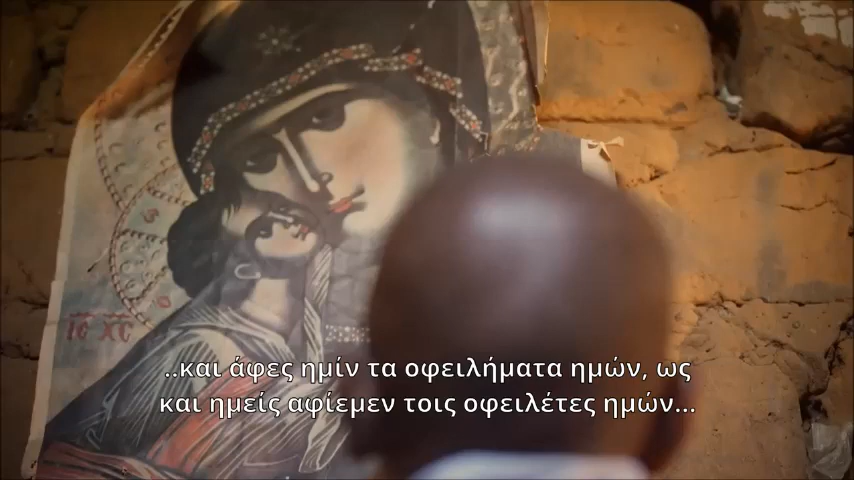 IC XC
..και άφες ημίν τα οφειλήματα ημών, ως
και ημείς αφίεμεν τοις οφειλέτες ημών...